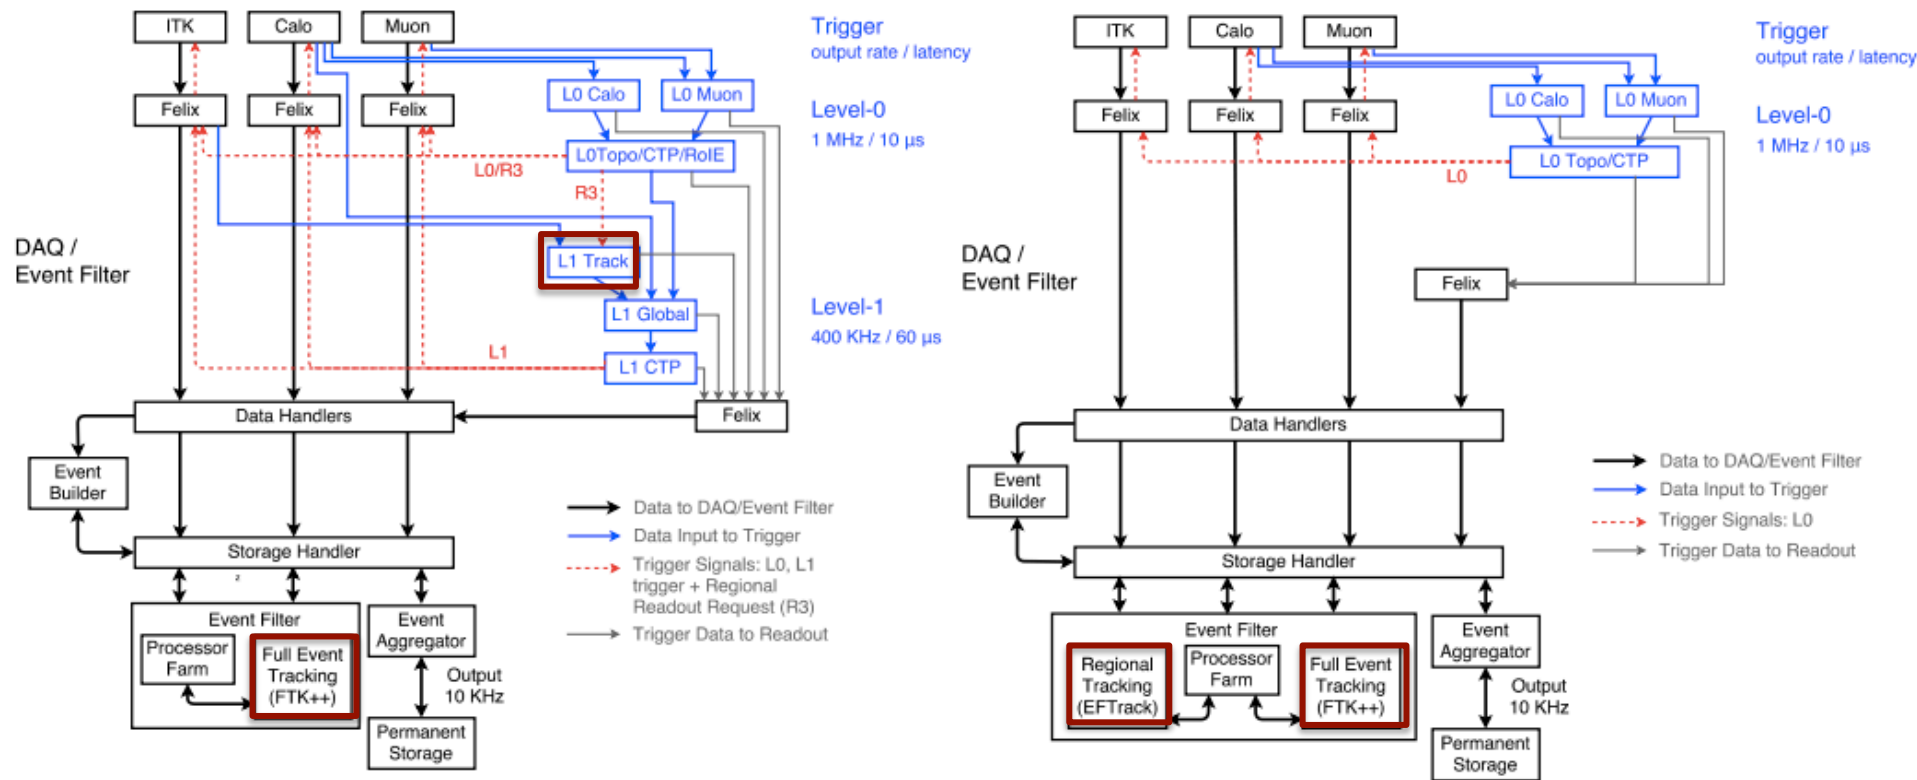 ITK
Calo
Muon
Trigger
output rate / latency
Felix
Felix
Felix
L0 Calo
L0 Muon
Level-0
1 MHz / 10 µs
L0Topo/CTP/RoIE
L0/R3
R3
DAQ /
Event Filter
L1 Track
L1 Global
Level-1
400 KHz / 60 µs
L1
L1 CTP
Data Handlers
Felix
Event
Builder
Storage Handler
z
Data to DAQ/Event Filter
Data Input to Trigger
Trigger Signals: L0, L1
trigger + Regional
Readout Request (R3)
Trigger Data to Readout
Event Filter
Processor
Farm
Full Event
Tracking
(FTK++)
Event
Aggregator
Output
10 KHz
Permanent
Storage
ITK
Calo
Muon
Trigger
output rate / latency
Felix
Felix
Felix
L0 Calo
L0 Muon
Level-0
1 MHz / 10 µs
L0 Topo/CTP
L0
DAQ /
Event Filter
Felix
Data Handlers
Event
Builder
Storage Handler
Data to DAQ/Event Filter
Data Input to Trigger
Trigger Signals: L0
Trigger Data to Readout
Event Filter
Regional
Tracking
(EFTrack)
Processor
Farm
Full Event
Tracking
(FTK++)
Event
Aggregator
Output
10 KHz
Permanent
Storage